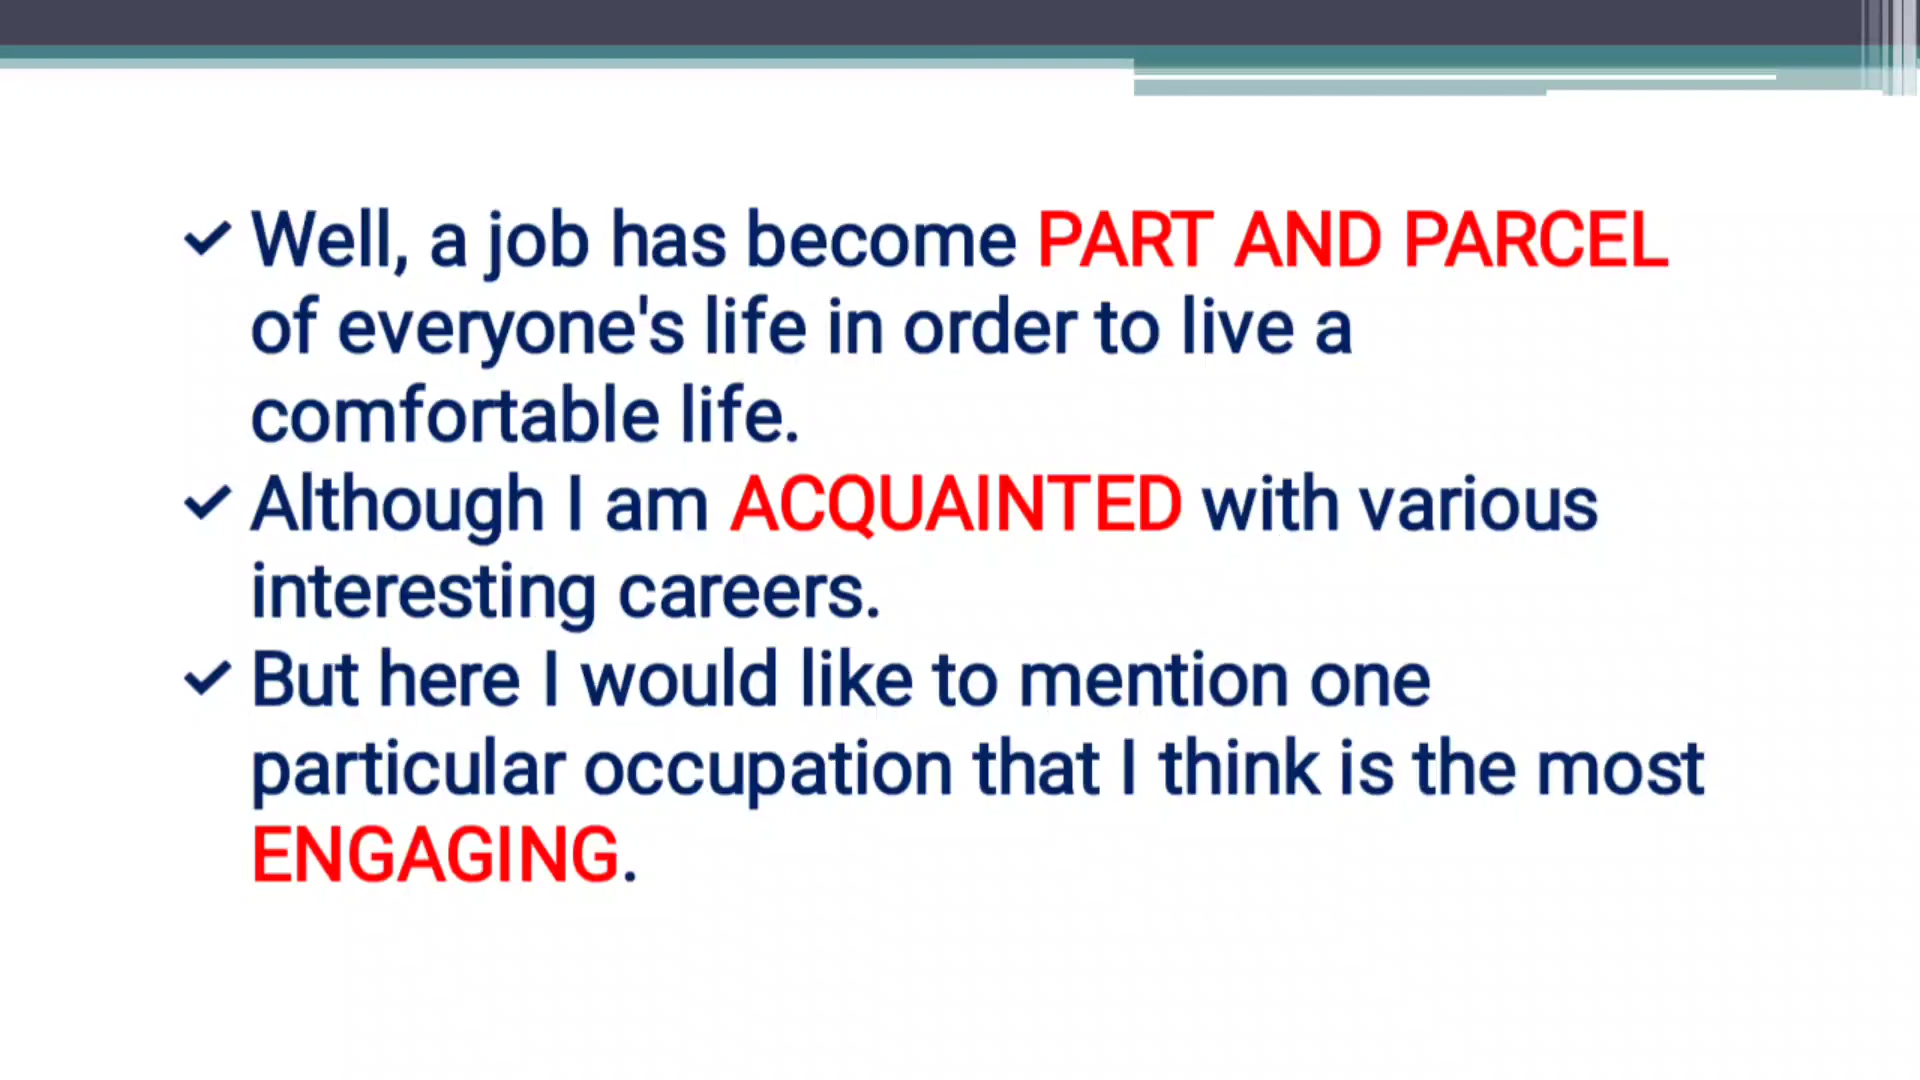 Well, a job has become PART AND PARCEL
of everyone's life in order to live a
comfortable life.
Although I am ACQUAINTED with various
interesting careers.
But here I would like to mention one
particular occupation that I think is the most
ENGAGING.